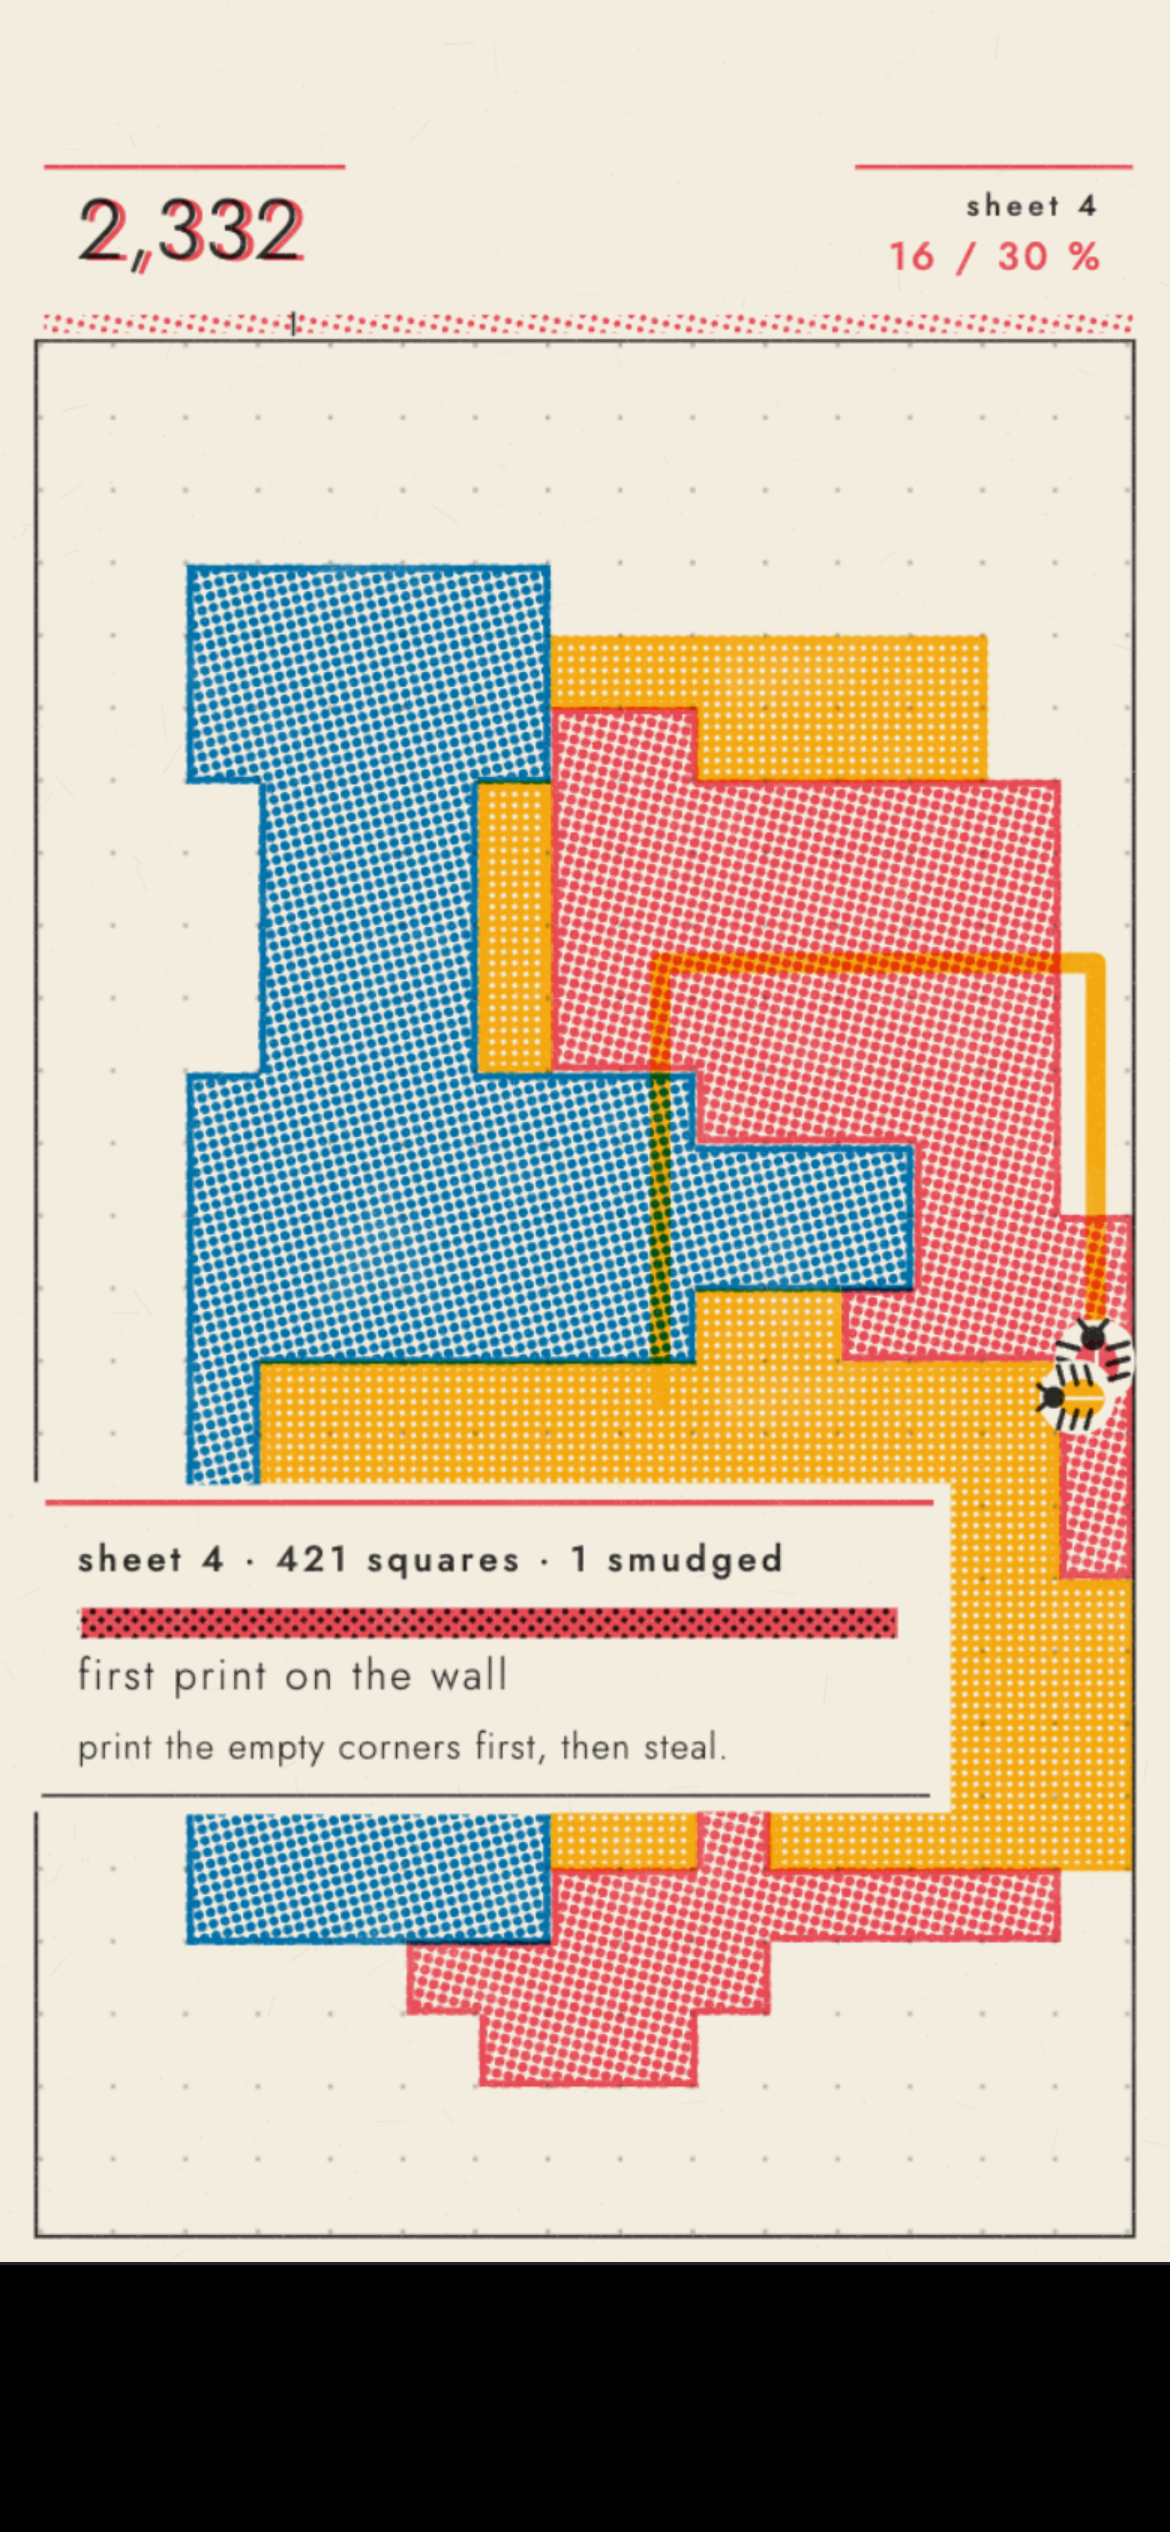 2,332
sheet 4
16 / 30 %
sheet 4 · 421 squares · 1 smudged
first print on the wall
print the empty corners first, then steal.